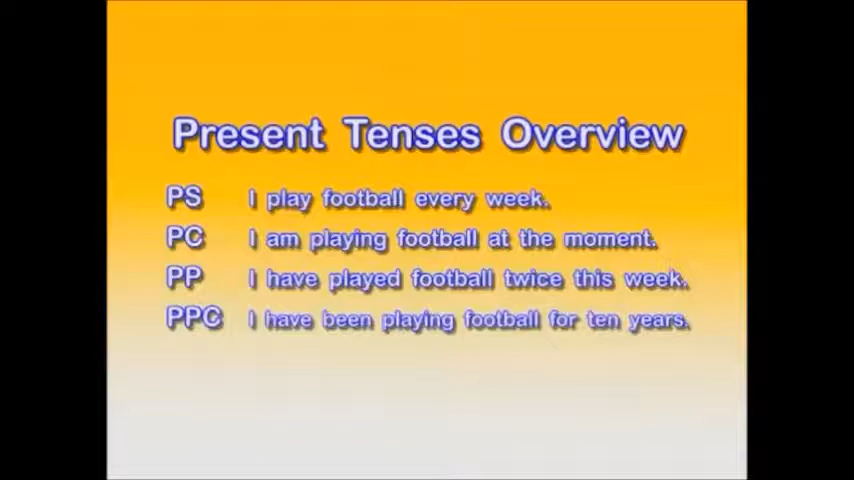 Present Tenses Overview
PS I play football every week.
PC I am playing football at the moment.
PP I have played football twice this week.
PPC I have been playing football for ten years.